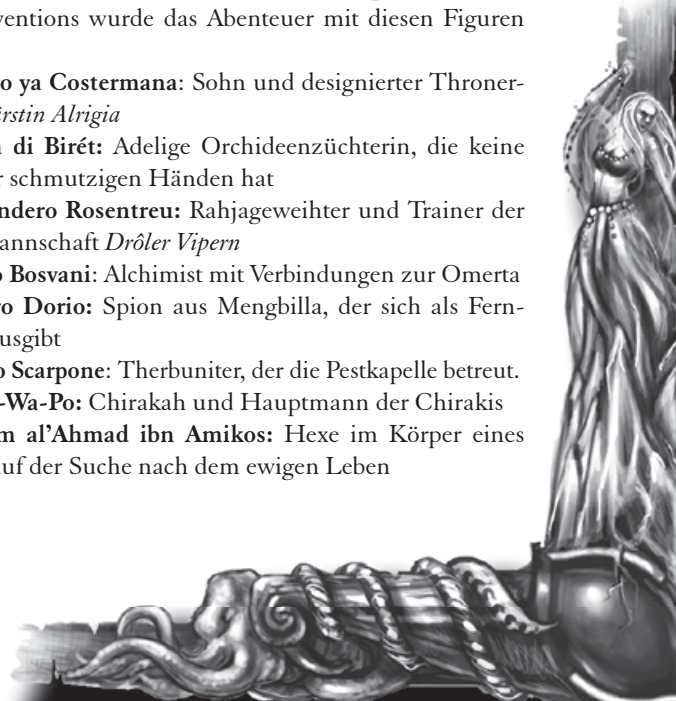 ventions wurde das Abenteuer mit diesen Figuren
o ya Costermana: Sohn und designierter Throner-
rstin Alrigia
di Birét: Adelige Orchideenzüchterin, die keine
r schmutzigen Händen hat
ndero Rosentreu: Rahjageweihter und Trainer der
annschaft Drôler Vipern
o Bosvani: Alchimist mit Verbindungen zur Omerta
o Dorio: Spion aus Mengbilla, der sich als Fern-
usgibt
o Scarpone: Therbuniter, der die Pestkapelle betreut.
-Wa-Po: Chirakah und Hauptmann der Chirakis
m al’Ahmad ibn Amikos: Hexe im Körper eines
uf der Suche nach dem ewigen Leben